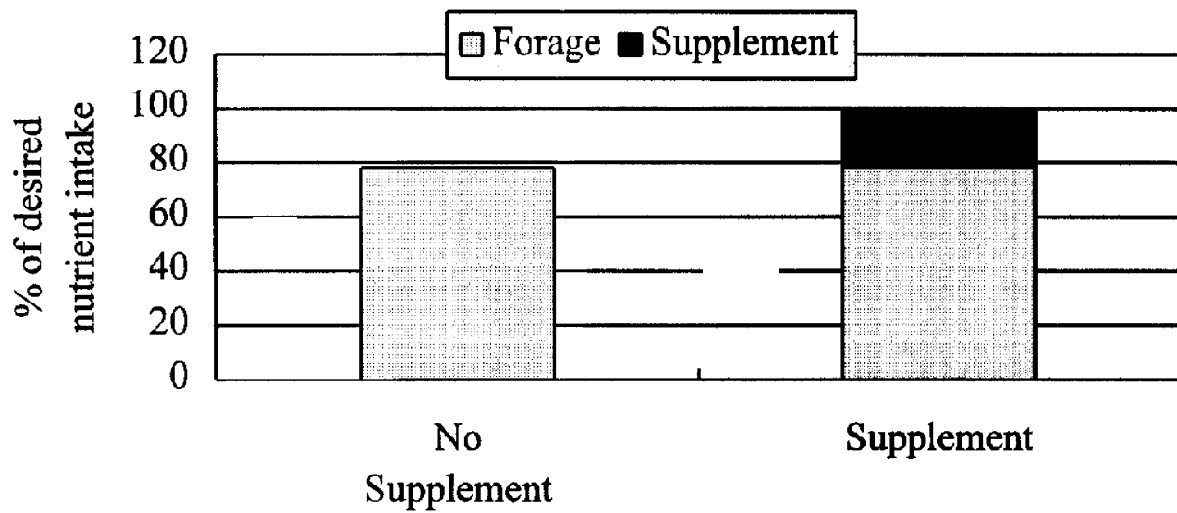 Forage Supplement
120
100
80
60
40
20
0
% of desired
nutrient intake
No
Supplement
Supplement